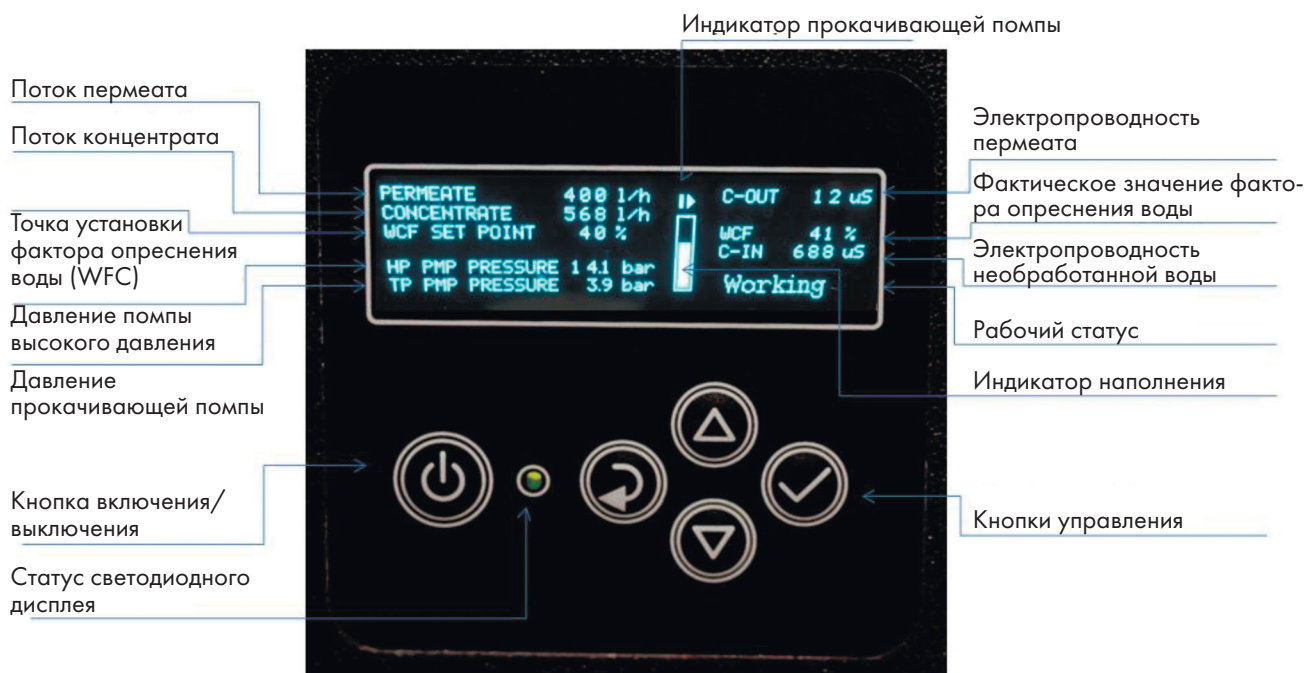 Индикатор прокачивающей помпы
Поток пермеата
Поток концентрата
Точка установки
фактора опреснения
воды (WFC)
Давление помпы
высокого давления
Давление
прокачивающей помпы
Кнопка включения/
выключения
Статус светодиодного
дисплея
PERMEATE 400 l/h
CONCENTRATE 568 l/h
WCF SET POINT 40 %
HP PMP PRESSURE 14.1 bar
TP PMP PRESSURE 3.9 bar
C-OUT 12 uS
WCF 41 %
C-IN 688 uS
Working
Электропроводность
пермеата
Фактическое значение факто-
ра опреснения воды
Электропроводность
необработанной воды
Рабочий статус
Индикатор наполнения
Кнопки управления